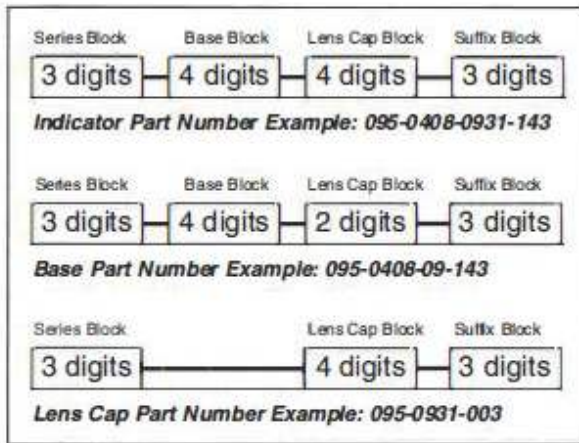 Series Block Base Block Lens Cap Block Suffix Block
3 digits 4 digits 4 digits 3 digits
Indicator Part Number Example: 095-0408-0931-143
Series Block Base Block Lens Cap Block Suffix Block
3 digits 4 digits 2 digits 3 digits
Base Part Number Example: 095-0408-09-143
Series Block Lens Cap Block Suffix Block
3 digits 4 digits 3 digits
Lens Cap Part Number Example: 095-0931-003